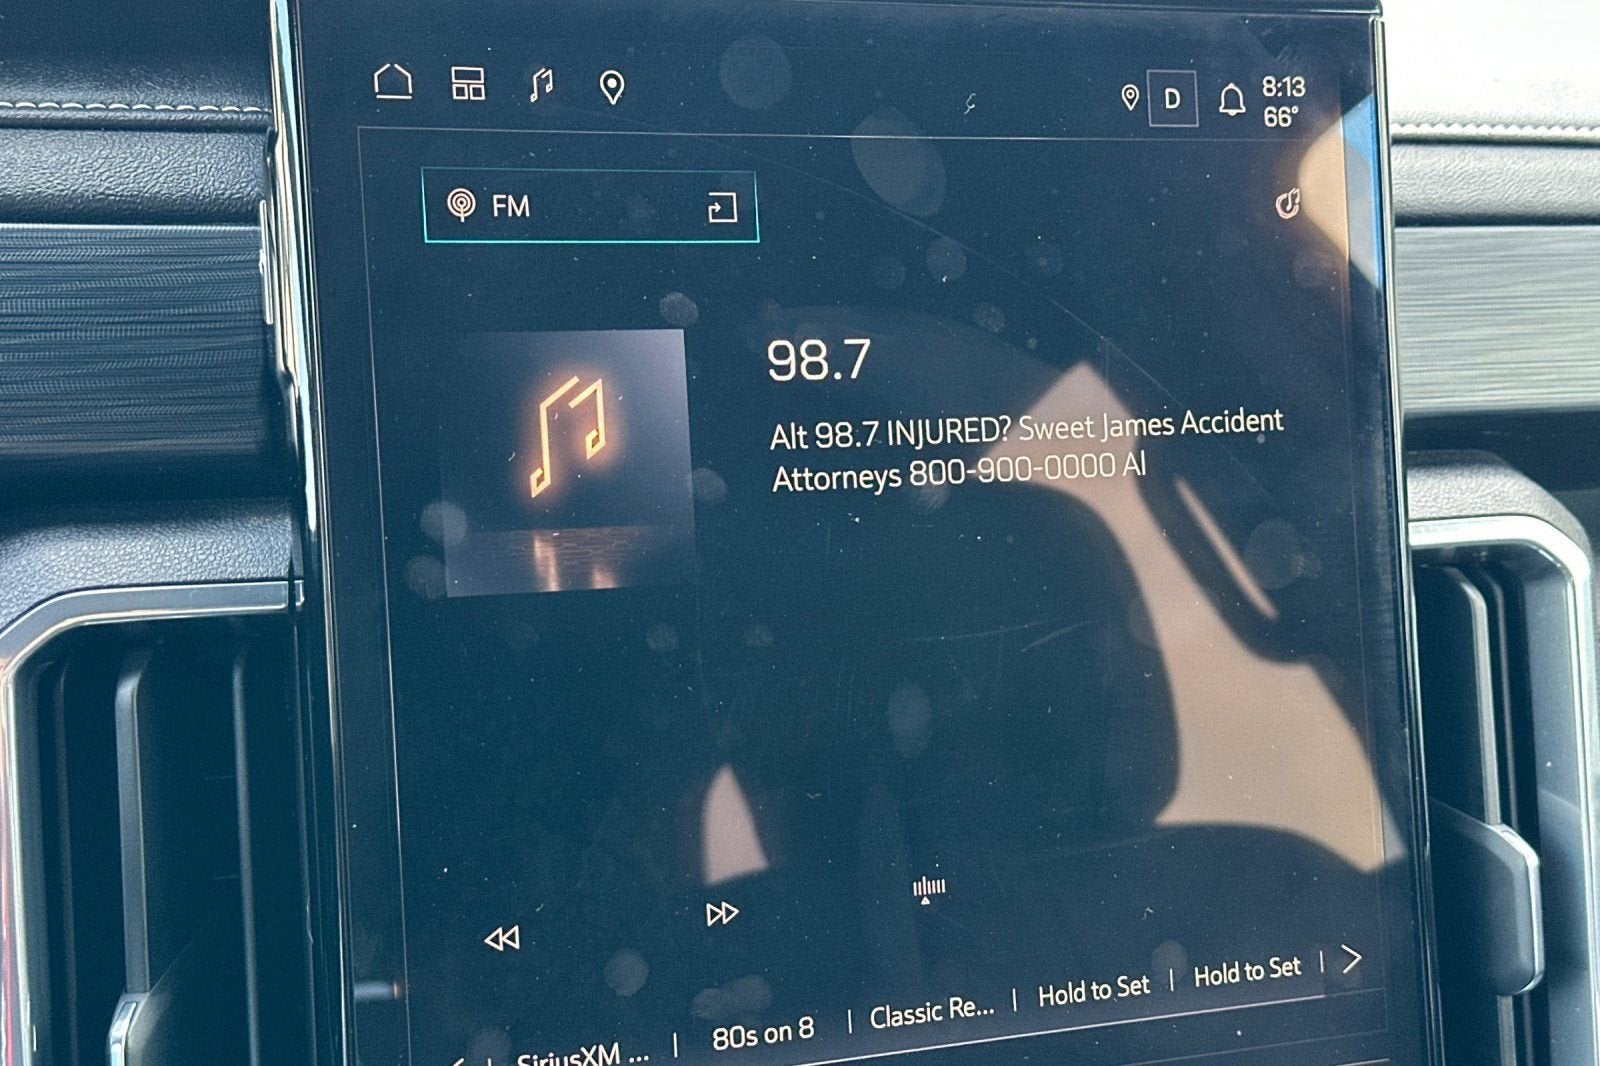 D
8:13
66°
FM
98.7
Alt 98.7 INJURED? Sweet James Accident
Attorneys 800-900-0000 Al
SiriusXM ... | 80s on 8 | Classic Re... | Hold to Set | Hold to Set |